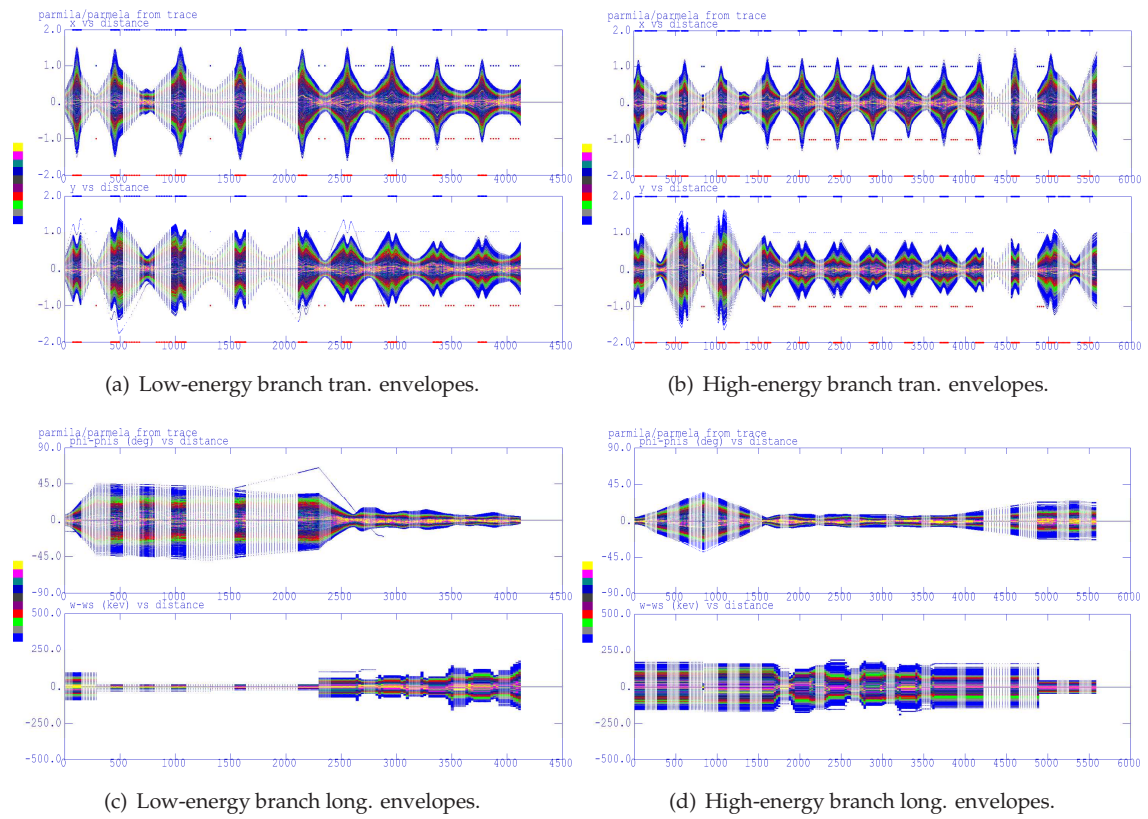 parmila/parmela from trace
x vs distance
2.0
1.0
0.
-1.0
-2.0
0 500 1000 1500 2000 2500 3000 3500 4000 4500
y vs distance
2.0
1.0
0.
-1.0
-2.0
0 500 1000 1500 2000 2500 3000 3500 4000 4500
(a) Low-energy branch tran. envelopes.
parmila/parmela from trace
x vs distance
2.0
1.0
0.
-1.0
-2.0
0 500 1000 1500 2000 2500 3000 3500 4000 4500 5000 5500 6000
y vs distance
2.0
1.0
0.
-1.0
-2.0
0 500 1000 1500 2000 2500 3000 3500 4000 4500 5000 5500 6000
(b) High-energy branch tran. envelopes.
parmila/parmela from trace
phi-phis (deg) vs distance
90.0
45.0
0.
-45.0
-90.0
0 500 1000 1500 2000 2500 3000 3500 4000 4500
w-ws (kev) vs distance
500.0
250.0
0.
-250.0
-500.0
0 500 1000 1500 2000 2500 3000 3500 4000 4500
(c) Low-energy branch long. envelopes.
parmila/parmela from trace
phi-phis (deg) vs distance
90.0
45.0
0.
-45.0
-90.0
0 500 1000 1500 2000 2500 3000 3500 4000 4500 5000 5500 6000
w-ws (kev) vs distance
500.0
250.0
0.
-250.0
-500.0
0 500 1000 1500 2000 2500 3000 3500 4000 4500 5000 5500 6000
(d) High-energy branch long. envelopes.